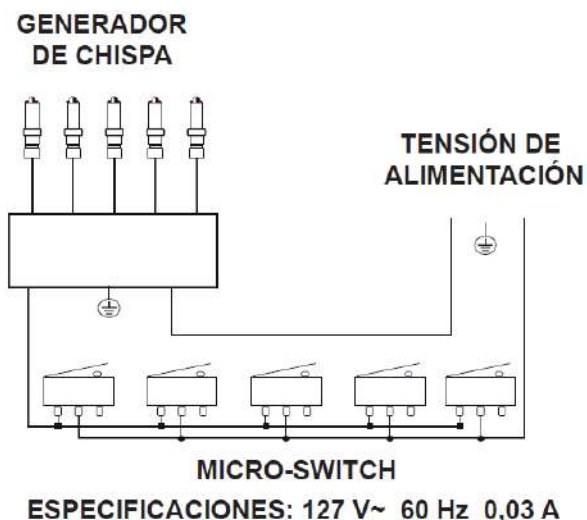 GENERADOR
DE CHISPA
TENSIÓN DE
ALIMENTACIÓN
MICRO-SWITCH
ESPECIFICACIONES: 127 V~ 60 Hz 0,03 A